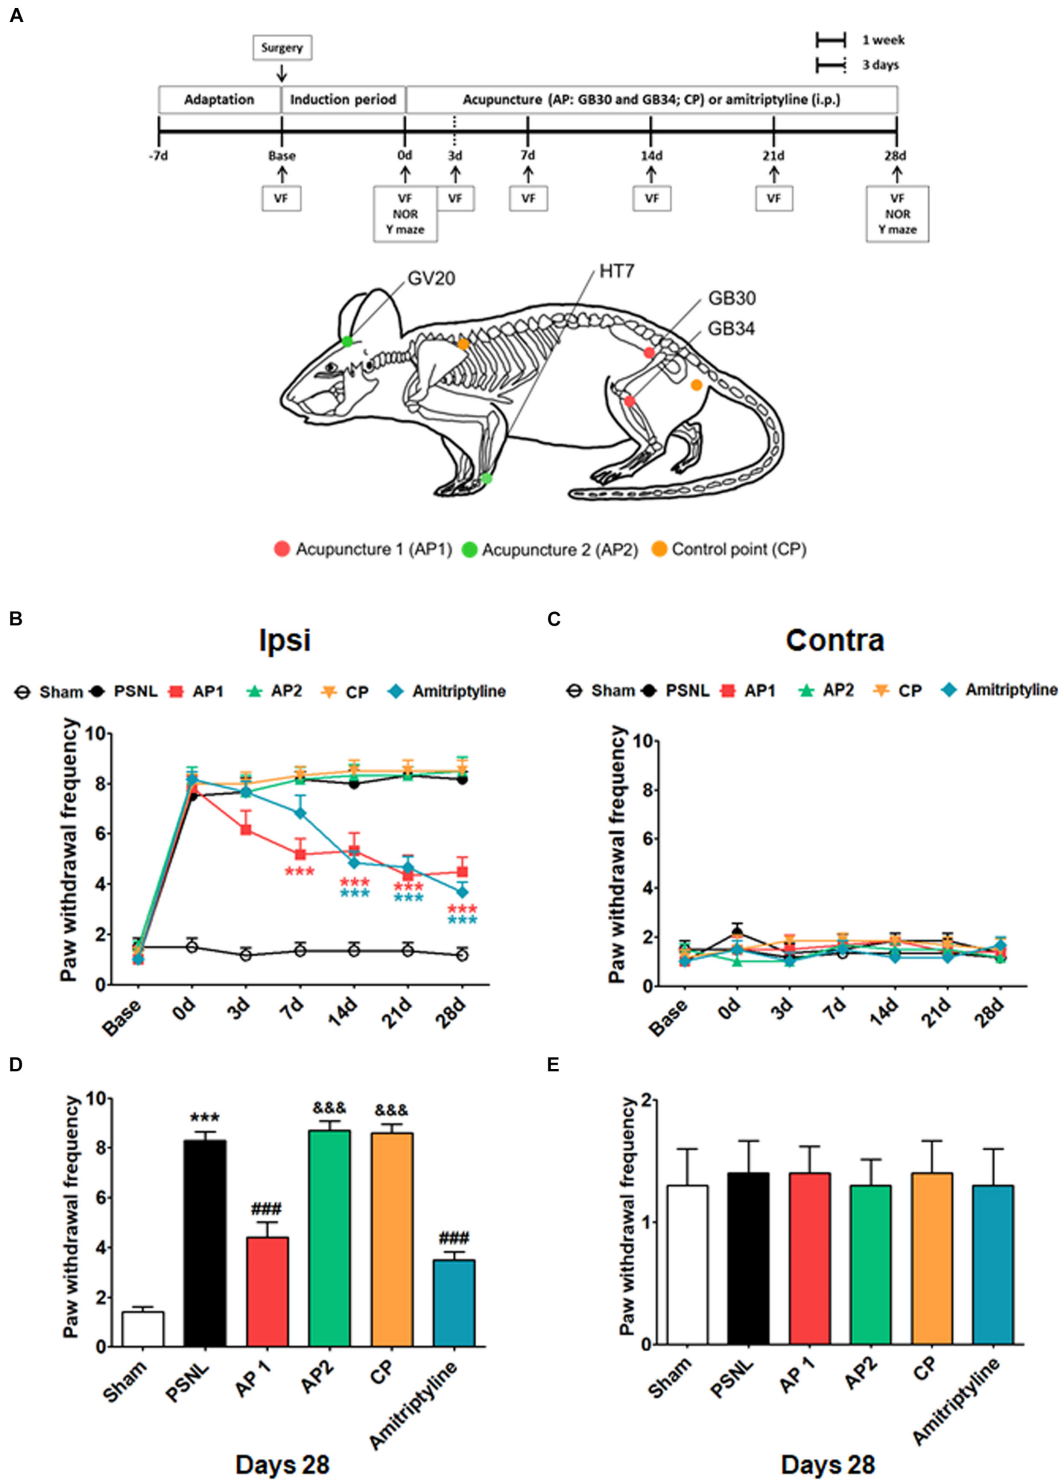 A
Surgery
1 week
3 days
Adaptation
Induction period
Acupuncture (AP: GB30 and GB34; CP) or amitriptyline (i.p.)
-7d
Base
0d
3d
7d
14d
21d
28d
VF
VF
NOR
Y maze
VF
VF
VF
VF
VF
NOR
Y maze
GV20
HT7
GB30
GB34
Acupuncture 1 (AP1)
Acupuncture 2 (AP2)
Control point (CP)
B
Ipsi
Sham
PSNL
AP1
AP2
CP
Amitriptyline
Paw withdrawal frequency
10
8
6
4
2
0
***
***
***
***
***
***
***
Base
0d
3d
7d
14d
21d
28d
C
Contra
Sham
PSNL
AP1
AP2
CP
Amitriptyline
Paw withdrawal frequency
10
8
6
4
2
0
Base
0d
3d
7d
14d
21d
28d
D
Paw withdrawal frequency
10
8
6
4
2
0
***
###
&&&
&&&
###
Sham
PSNL
AP 1
AP2
CP
Amitriptyline
Days 28
E
Paw withdrawal frequency
2
1
0
Sham
PSNL
AP 1
AP2
CP
Amitriptyline
Days 28